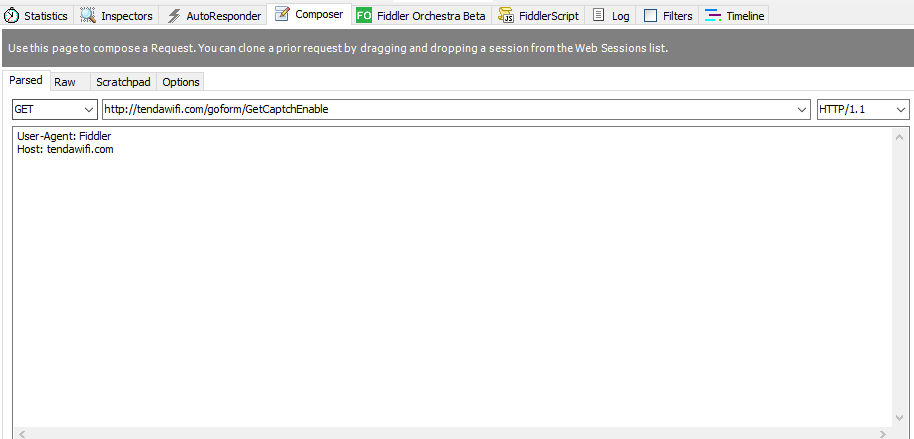 Statistics Inspectors AutoResponder Composer FO Fiddler Orchestra Beta JS FiddlerScript Log Filters Timeline
Use this page to compose a Request. You can clone a prior request by dragging and dropping a session from the Web Sessions list.
Parsed Raw Scratchpad Options
GET http://tendawifi.com/goform/GetCaptchEnable HTTP/1.1
User-Agent: Fiddler
Host: tendawifi.com